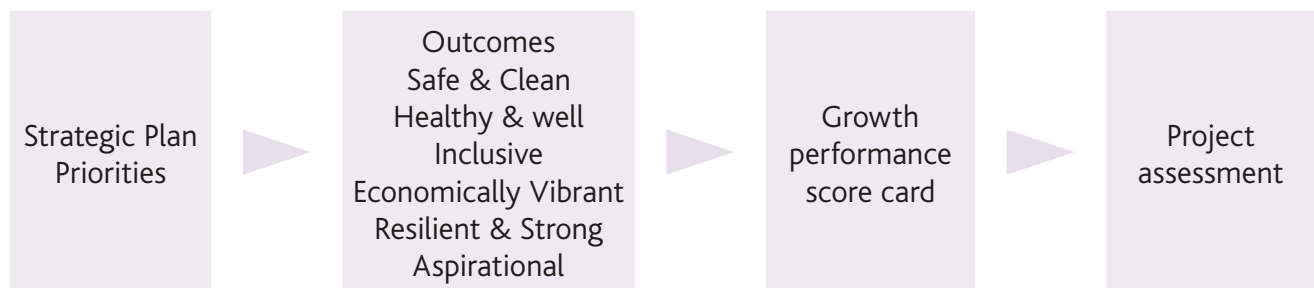 Strategic Plan
Priorities
Outcomes
Safe & Clean
Healthy & well
Inclusive
Economically Vibrant
Resilient & Strong
Aspirational
Growth
performance
score card
Project
assessment